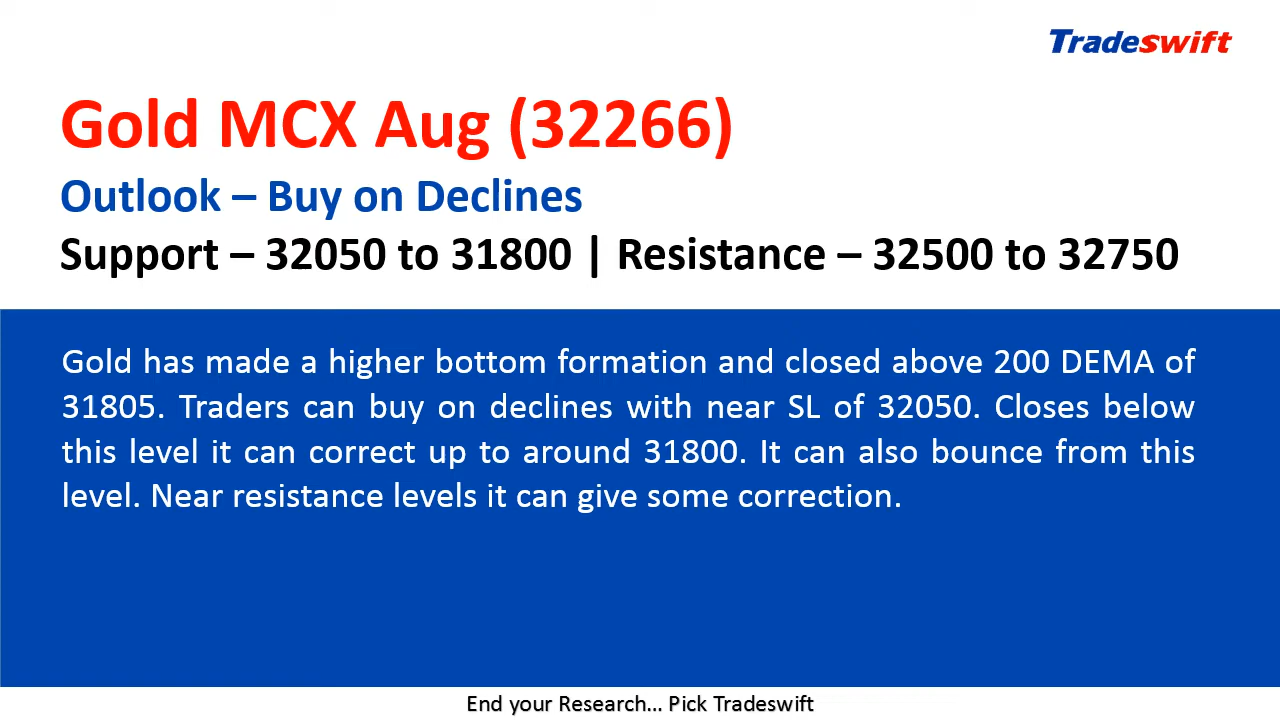 Tradeswift
Gold MCX Aug (32266)
Outlook – Buy on Declines
Support – 32050 to 31800 | Resistance – 32500 to 32750
Gold has made a higher bottom formation and closed above 200 DEMA of
31805. Traders can buy on declines with near SL of 32050. Closes below
this level it can correct up to around 31800. It can also bounce from this
level. Near resistance levels it can give some correction.
End your Research... Pick Tradeswift